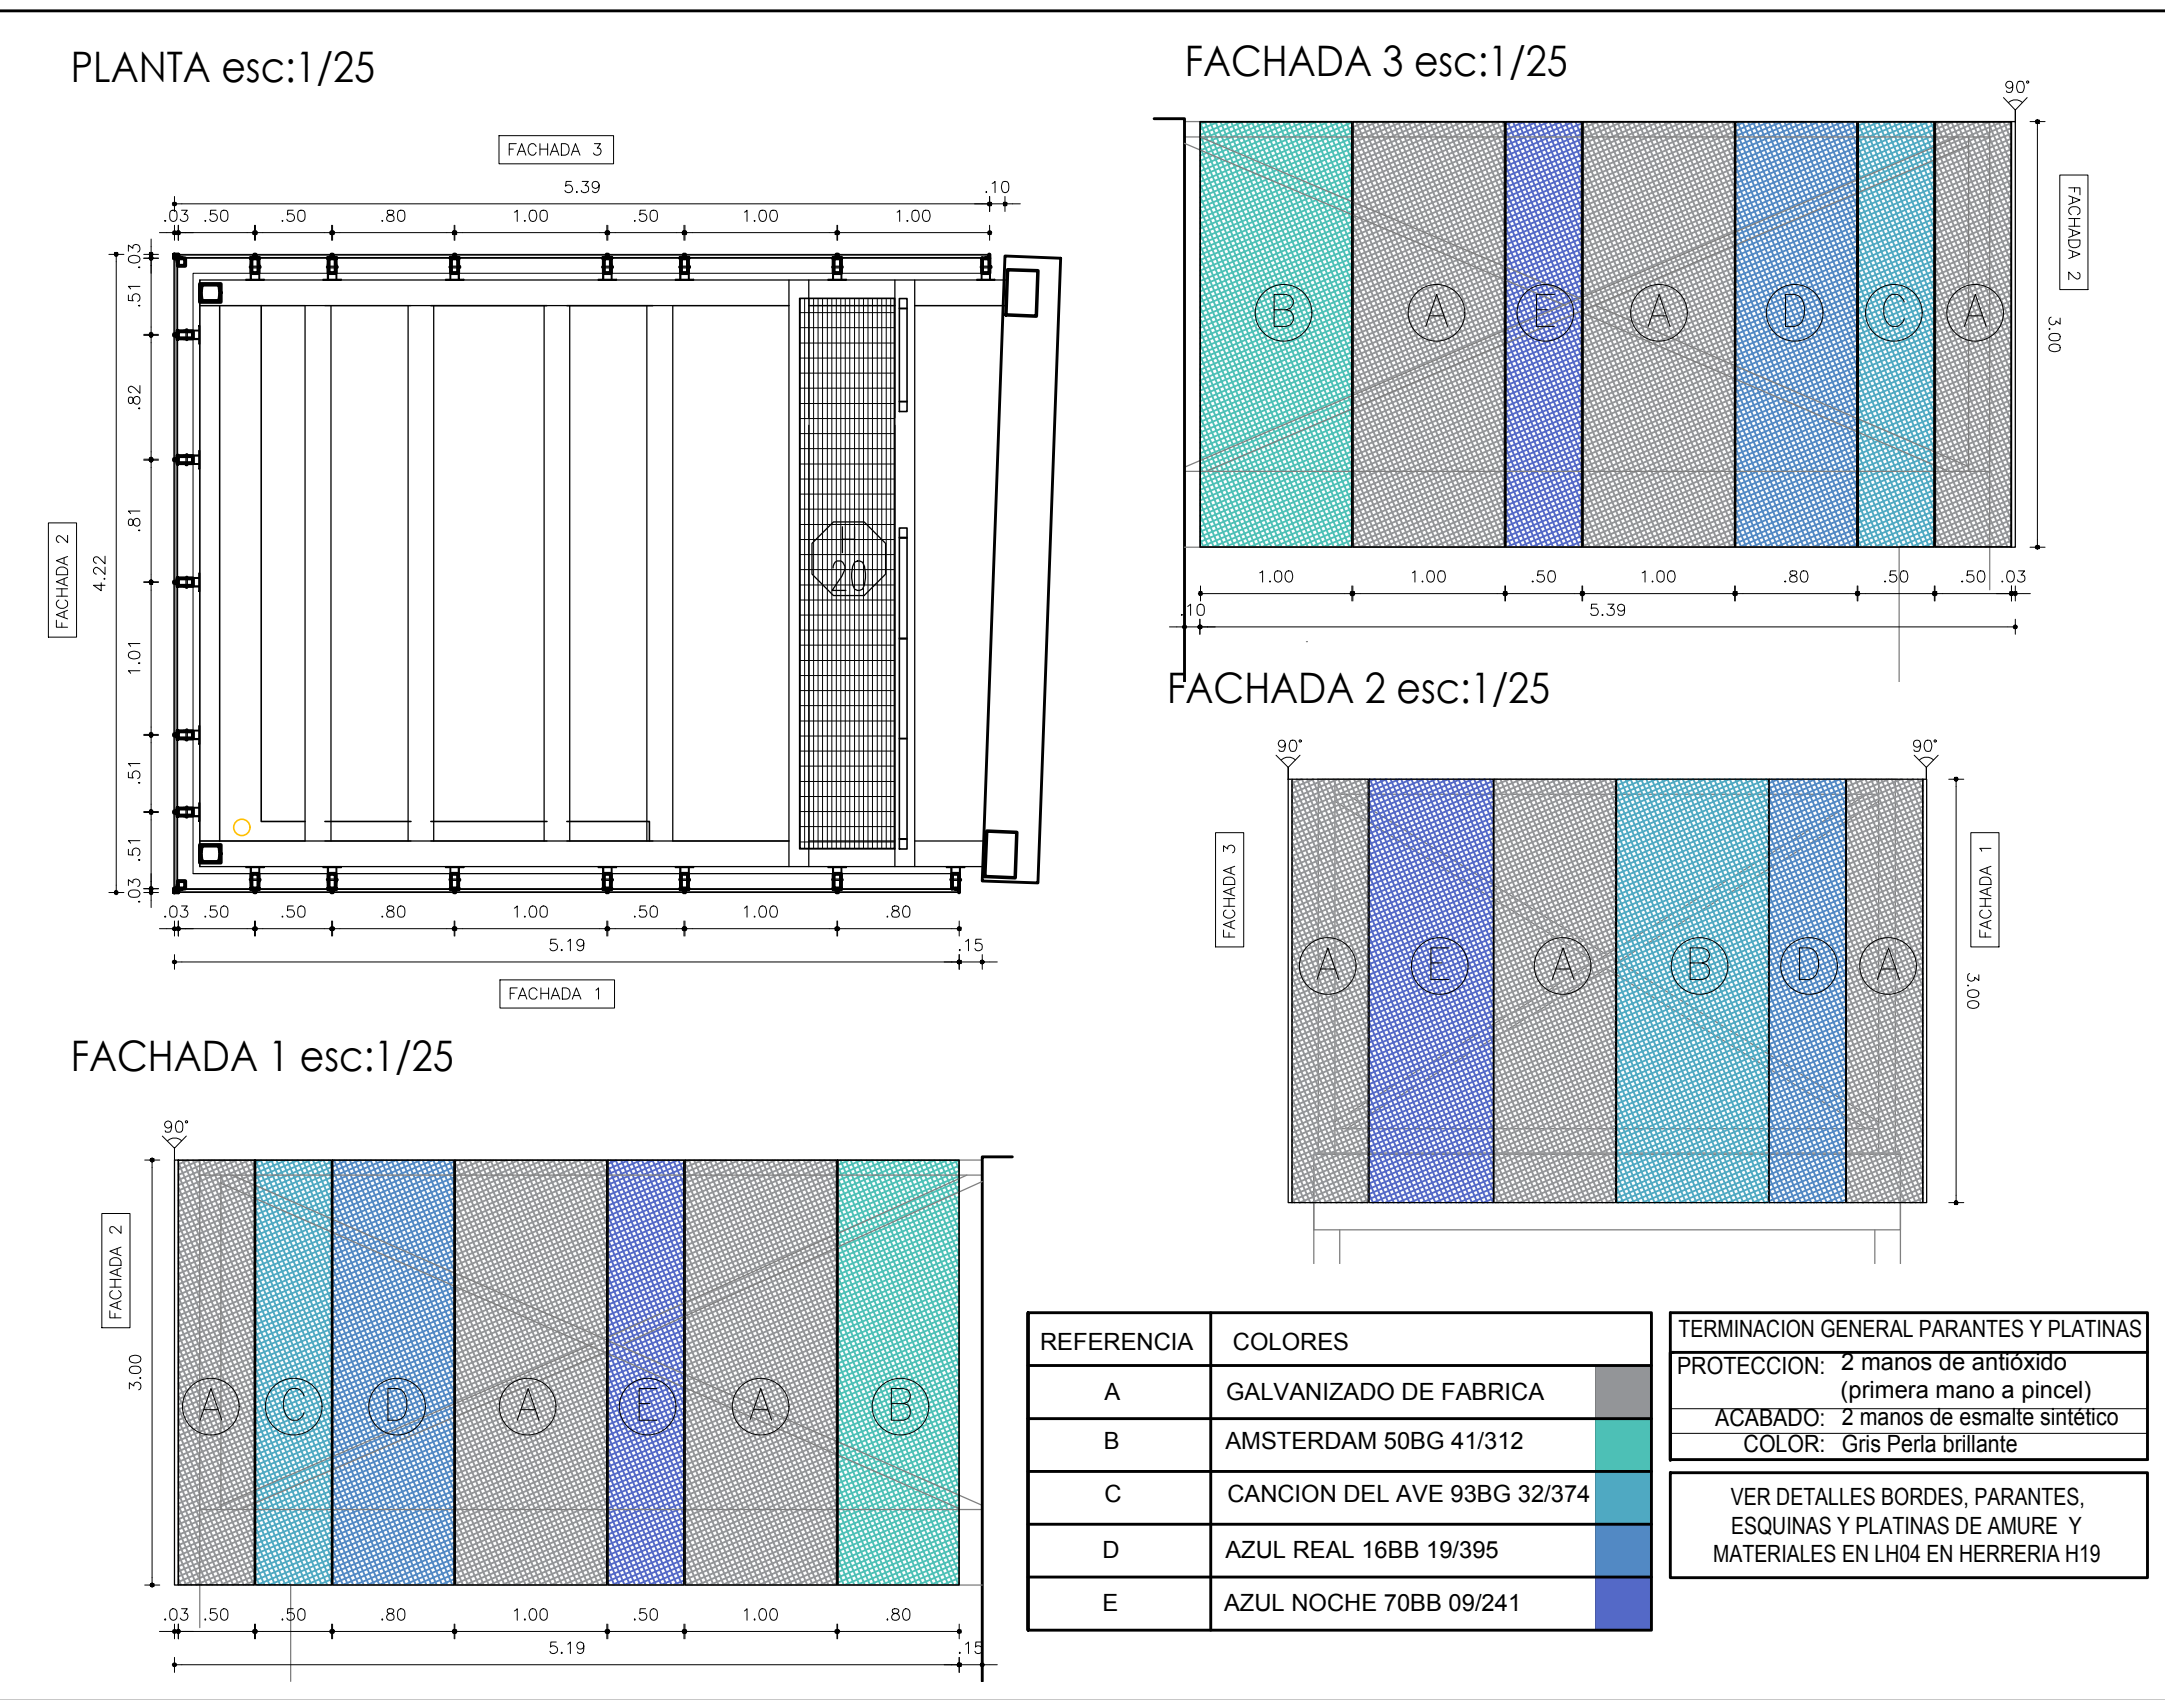 PLANTA esc:1/25
FACHADA 3
5.39
.10
.03 .50 .50 .80 1.00 .50 1.00 1.00
.03
.51
.82
.81
1.01
.51
.51
.03
4.22
FACHADA 2
20
.03 .50 .50 .80 1.00 .50 1.00 .80
5.19
.15
FACHADA 1
FACHADA 3 esc:1/25
90°
FACHADA 2
3.00
B A E A D C A
1.00 1.00 .50 1.00 .80 .50 .50 .03
.10
5.39
FACHADA 2 esc:1/25
90°
90°
FACHADA 3
FACHADA 1
3.00
A E A B D A
FACHADA 1 esc:1/25
90°
FACHADA 2
3.00
A C D A E A B
.03 .50 .50 .80 1.00 .50 1.00 .80
5.19
.15
REFERENCIA COLORES
A GALVANIZADO DE FABRICA
B AMSTERDAM 50BG 41/312
C CANCION DEL AVE 93BG 32/374
D AZUL REAL 16BB 19/395
E AZUL NOCHE 70BB 09/241
TERMINACION GENERAL PARANTES Y PLATINAS
PROTECCION: 2 manos de antióxido
(primera mano a pincel)
ACABADO: 2 manos de esmalte sintético
COLOR: Gris Perla brillante
VER DETALLES BORDES, PARANTES,
ESQUINAS Y PLATINAS DE AMURE Y
MATERIALES EN LH04 EN HERRERIA H19